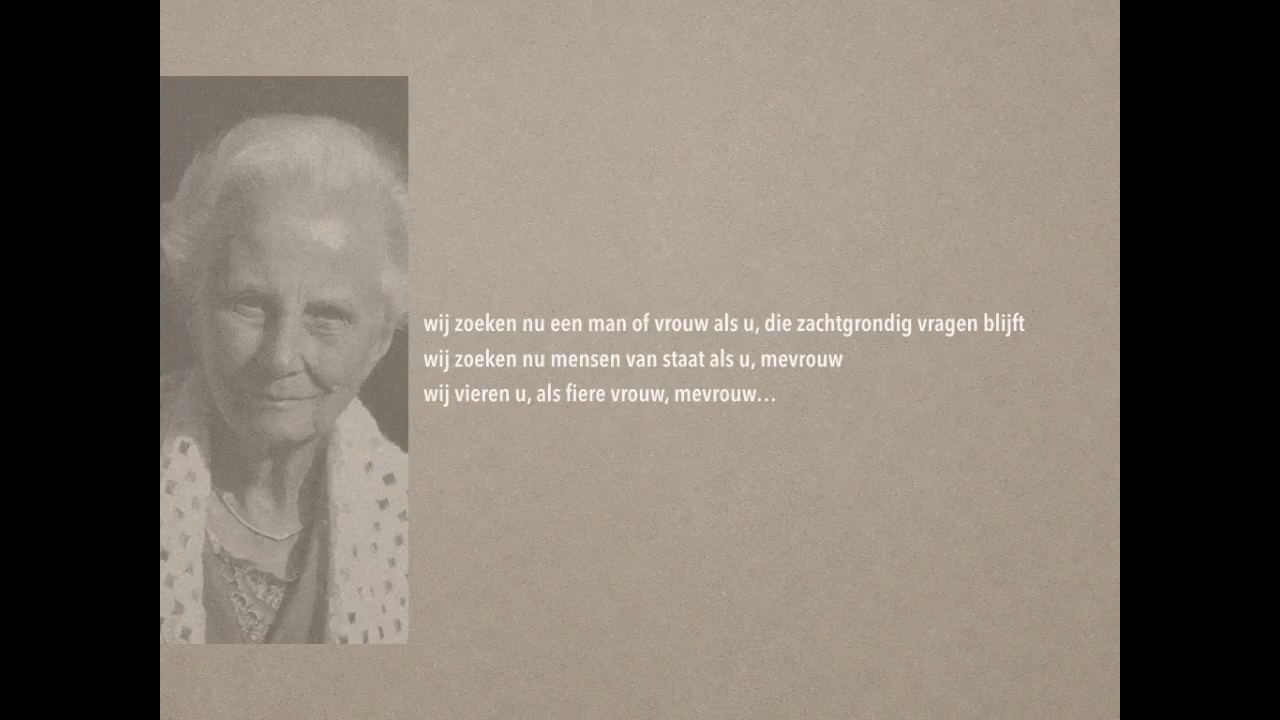 wij zoeken nu een man of vrouw als u, die zachtgrondig vragen blijft
wij zoeken nu mensen van staat als u, mevrouw
wij vieren u, als fiere vrouw, mevrouw…